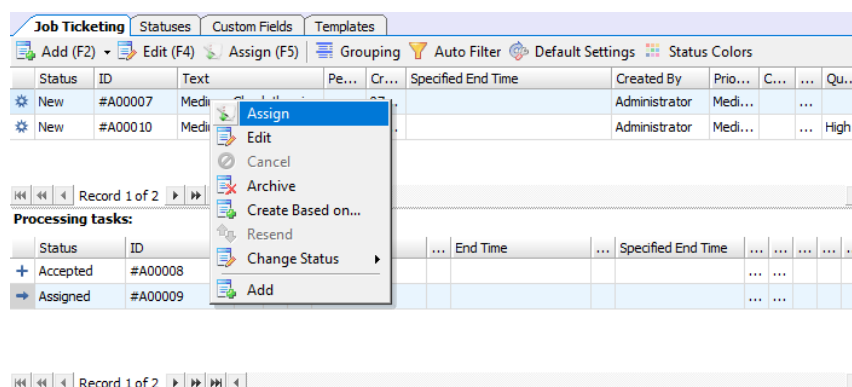 Job Ticketing Statuses Custom Fields Templates
Add (F2) Edit (F4) Assign (F5) Grouping Auto Filter Default Settings Status Colors
Status ID Text Pe... Cr... Specified End Time Created By Prio... C... ... Qu...
New #A00007 Administrator Medi... ...
New #A00010 Administrator Medi... ... High
Assign
Edit
Cancel
Archive
Create Based on...
Resend
Change Status
Add
Record 1 of 2
Processing tasks:
Status ID ... End Time ... Specified End Time ... ... ... ...
Accepted #A00008 ... ...
Assigned #A00009 ... ...
Record 1 of 2